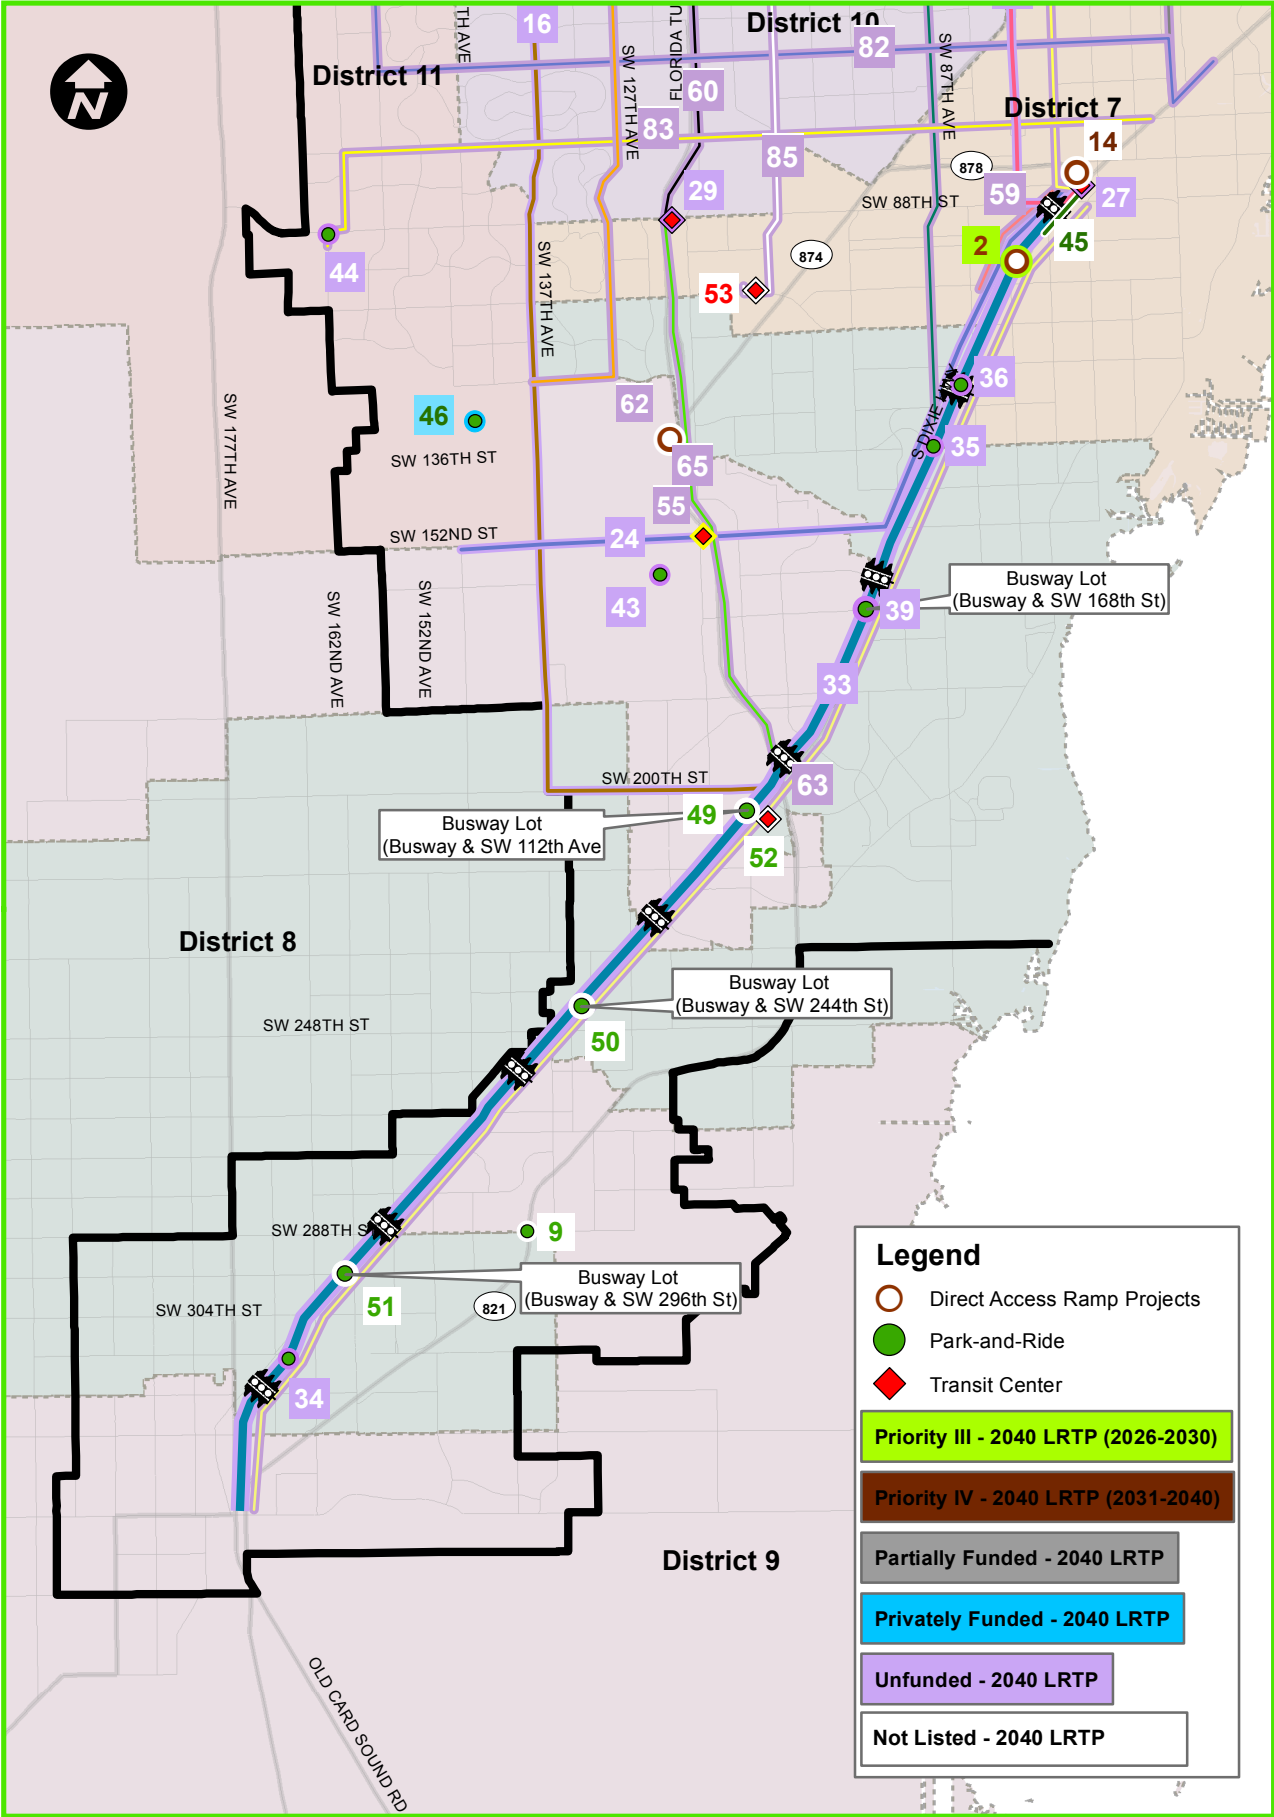 16
TH AVE
District 10
FLORIDA TU
SW 127TH AVE
SW 87TH AVE
82
District 11
60
District 7
N
83
14
85
878
29
59
27
SW 88TH ST
2
45
874
44
53
SW 137TH AVE
36
62
46
SW 177TH AVE
S DIXIE HWY
35
SW 136TH ST
65
55
SW 152ND ST
24
Busway Lot
(Busway & SW 168th St)
43
39
SW 162ND AVE
SW 152ND AVE
33
SW 200TH ST
63
49
Busway Lot
(Busway & SW 112th Ave
52
District 8
Busway Lot
(Busway & SW 244th St)
SW 248TH ST
50
SW 288TH S
9
Legend
Busway Lot
(Busway & SW 296th St)
Direct Access Ramp Projects
SW 304TH ST
51
821
Park-and-Ride
Transit Center
34
Priority III - 2040 LRTP (2026-2030)
Priority IV - 2040 LRTP (2031-2040)
Partially Funded - 2040 LRTP
District 9
Privately Funded - 2040 LRTP
Unfunded - 2040 LRTP
OLD CARD SOUND RD
Not Listed - 2040 LRTP